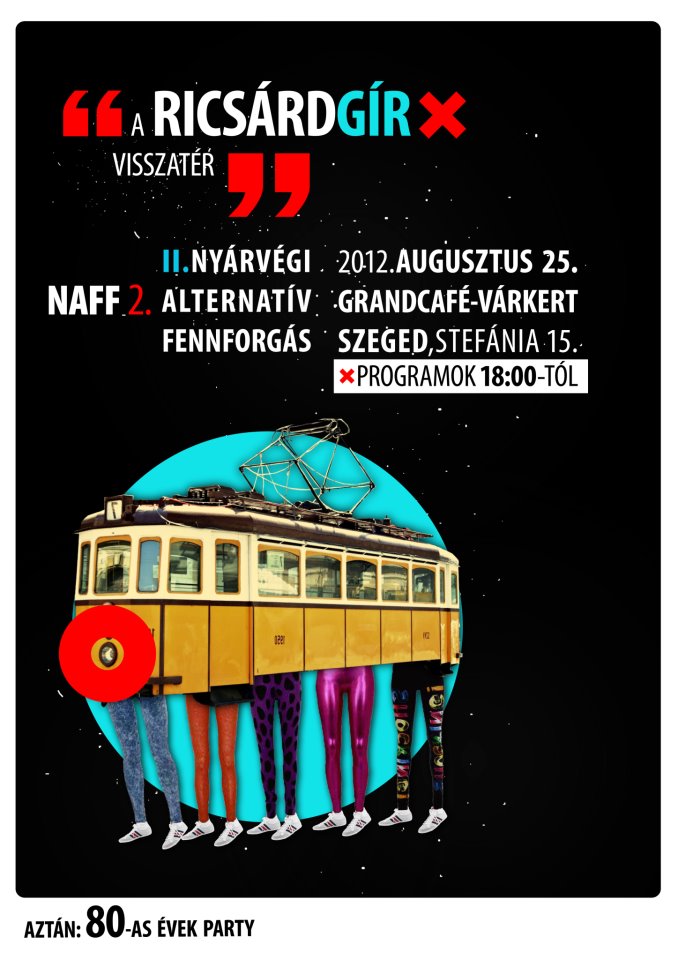 “ A RICSÁRDGÍR
VISSZATÉR ”
II. NYÁRVÉGI
NAFF 2. ALTERNATÍV
FENNFORGÁS
2012. AUGUSZTUS 25.
GRANDCAFÉ-VÁRKERT
SZEGED, STEFÁNIA 15.
PROGRAMOK 18:00-TÓL
AZTÁN: 80-AS ÉVEK PARTY